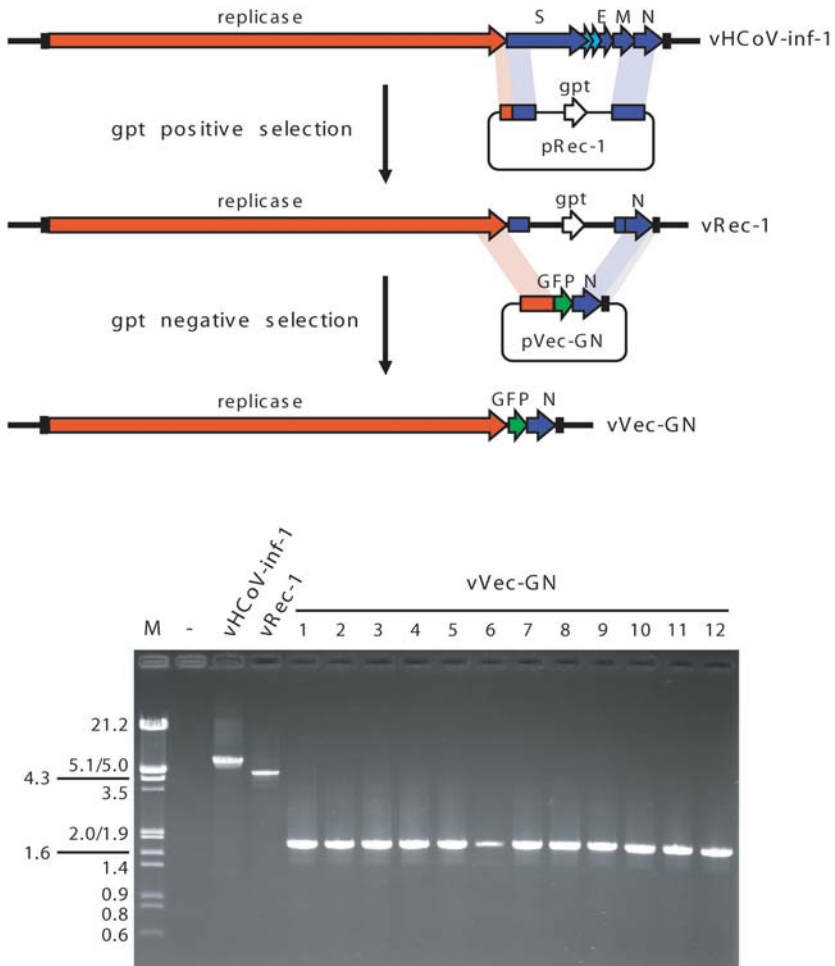 replicase S E M N
vHCoV-inf-1
gpt
gpt positive selection
pRec-1
replicase gpt N
vRec-1
GFP N
gpt negative selection
pVec-GN
replicase GFP N
vVec-GN
vHCoV-inf-1
vRec-1
vVec-GN
M - 1 2 3 4 5 6 7 8 9 10 11 12
21.2
5.1/5.0
4.3
3.5
2.0/1.9
1.6
1.4
0.9
0.8
0.6